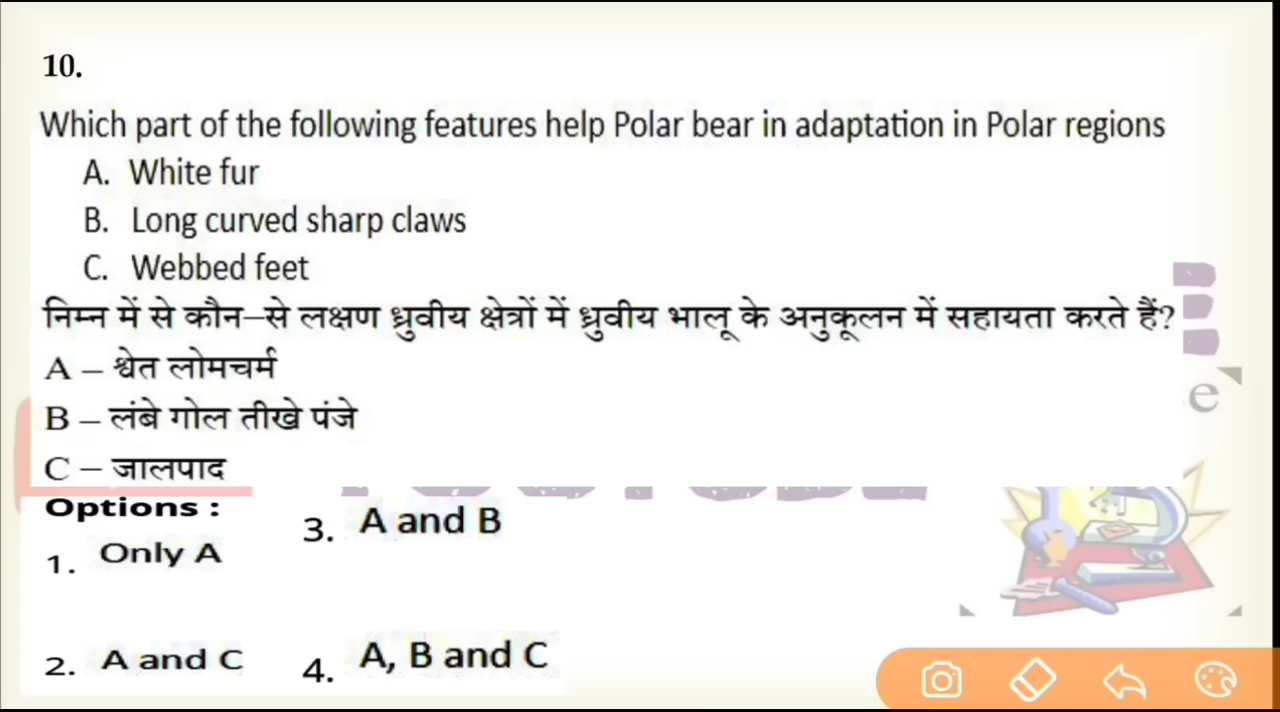 10.
Which part of the following features help Polar bear in adaptation in Polar regions
A. White fur
B. Long curved sharp claws
C. Webbed feet
निम्न में से कौन–से लक्षण ध्रुवीय क्षेत्रों में ध्रुवीय भालू के अनुकूलन में सहायता करते हैं?
A – श्वेत लोमचर्म
e
B – लंबे गोल तीखे पंजे
C – जालपाद
Options :
3. A and B
1. Only A
2. A and C
4. A, B and C